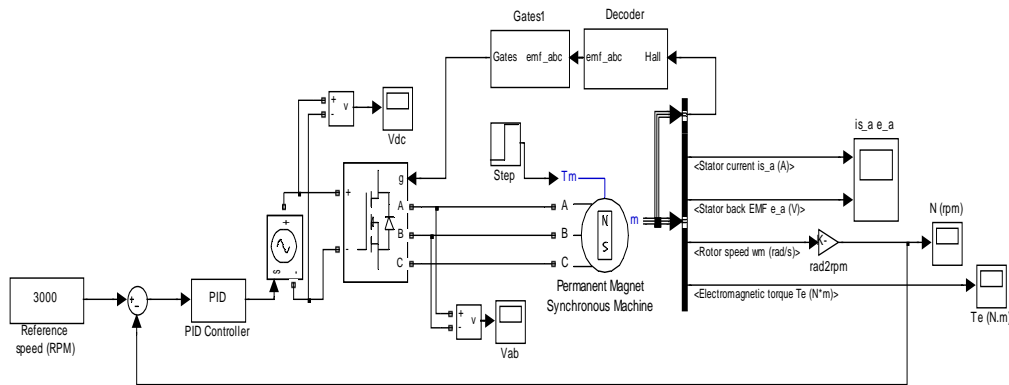 Gates1
Decoder
Gates
emf_abc
emf_abc
Hall
+
-
v
Vdc
Step
Tm
is_a e_a
<Stator current is_a (A)>
<Stator back EMF e_a (V)>
N (rpm)
<Rotor speed wm (rad/s)>
K-
rad2rpm
<Electromagnetic torque Te (N*m)>
Te (N.m)
g
+
-
A
B
C
A
B
C
N
S
m
Permanent Magnet
Synchronous Machine
+
-
s
3000
Reference
speed (RPM)
+
-
PID
PID Controller
+
-
v
Vab